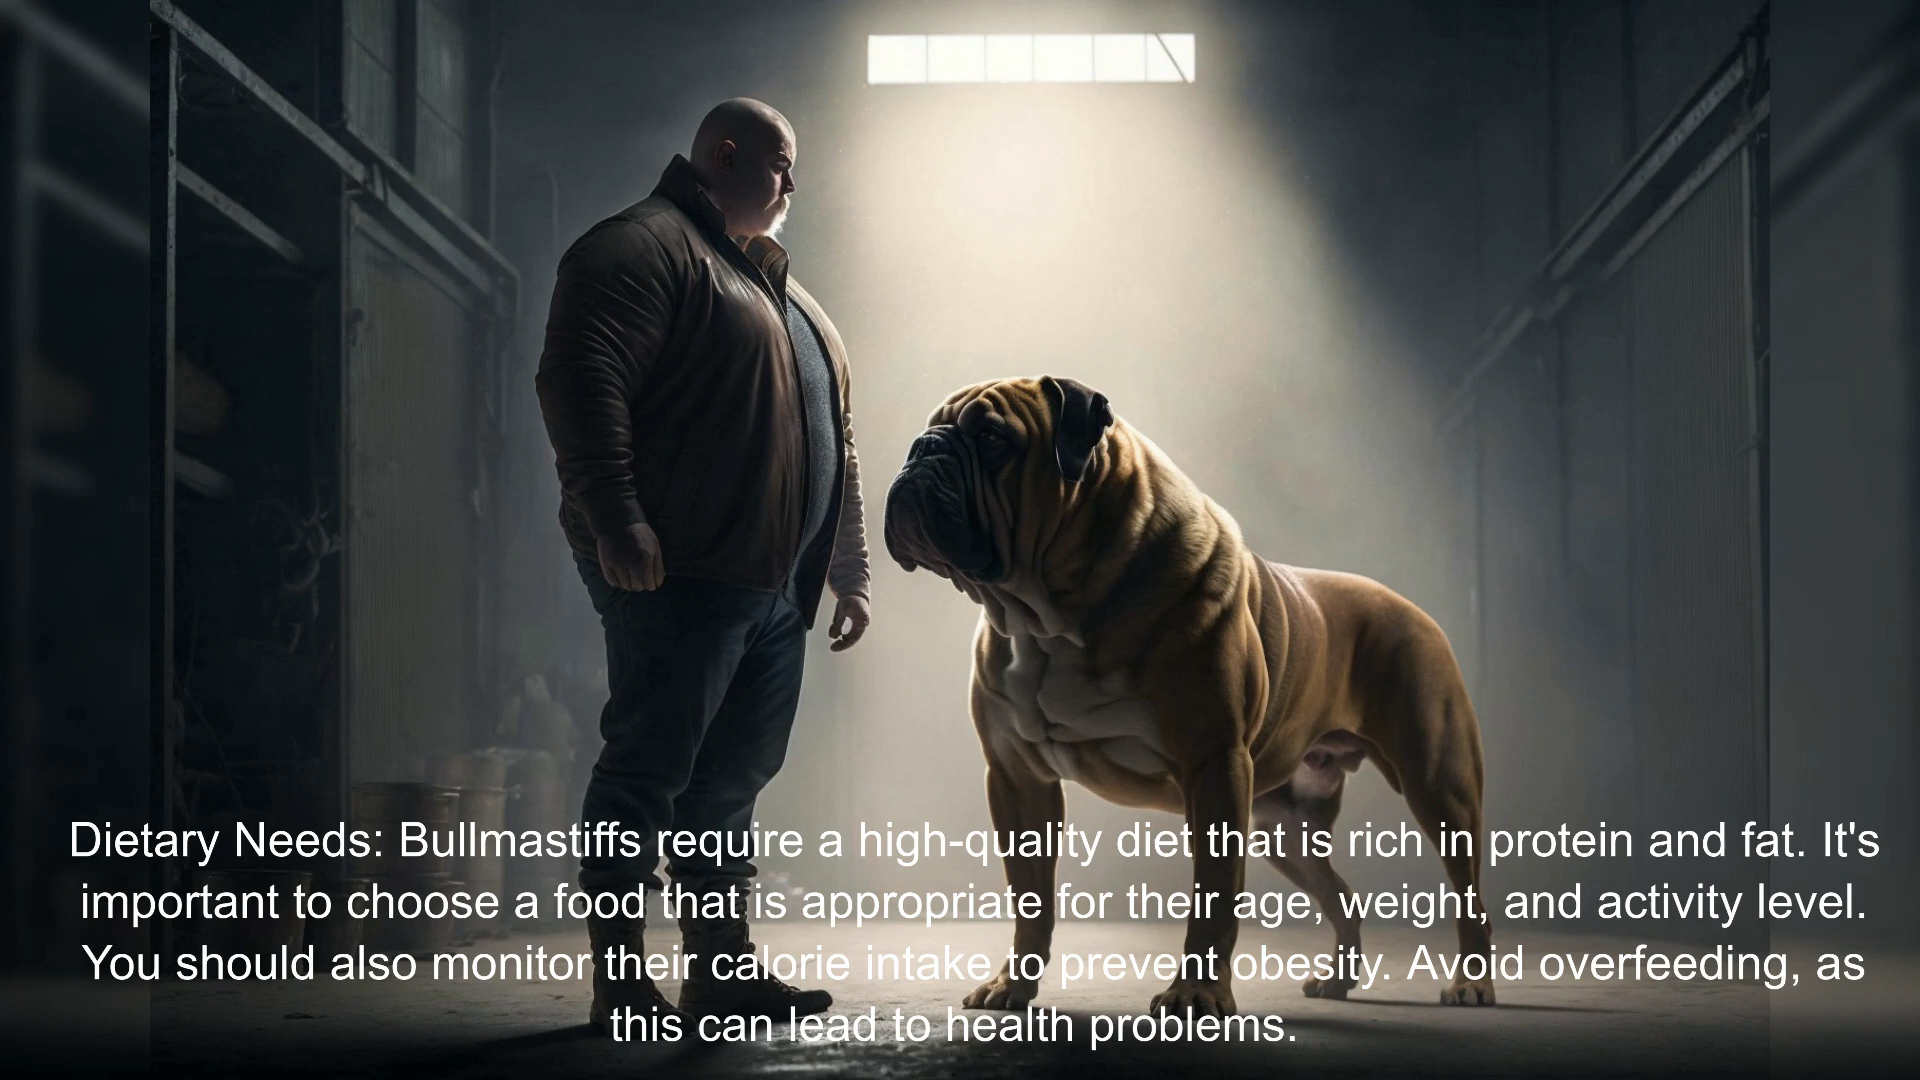 Dietary Needs: Bullmastiffs require a high-quality diet that is rich in protein and fat. It's
important to choose a food that is appropriate for their age, weight, and activity level.
You should also monitor their calorie intake to prevent obesity. Avoid overfeeding, as
this can lead to health problems.